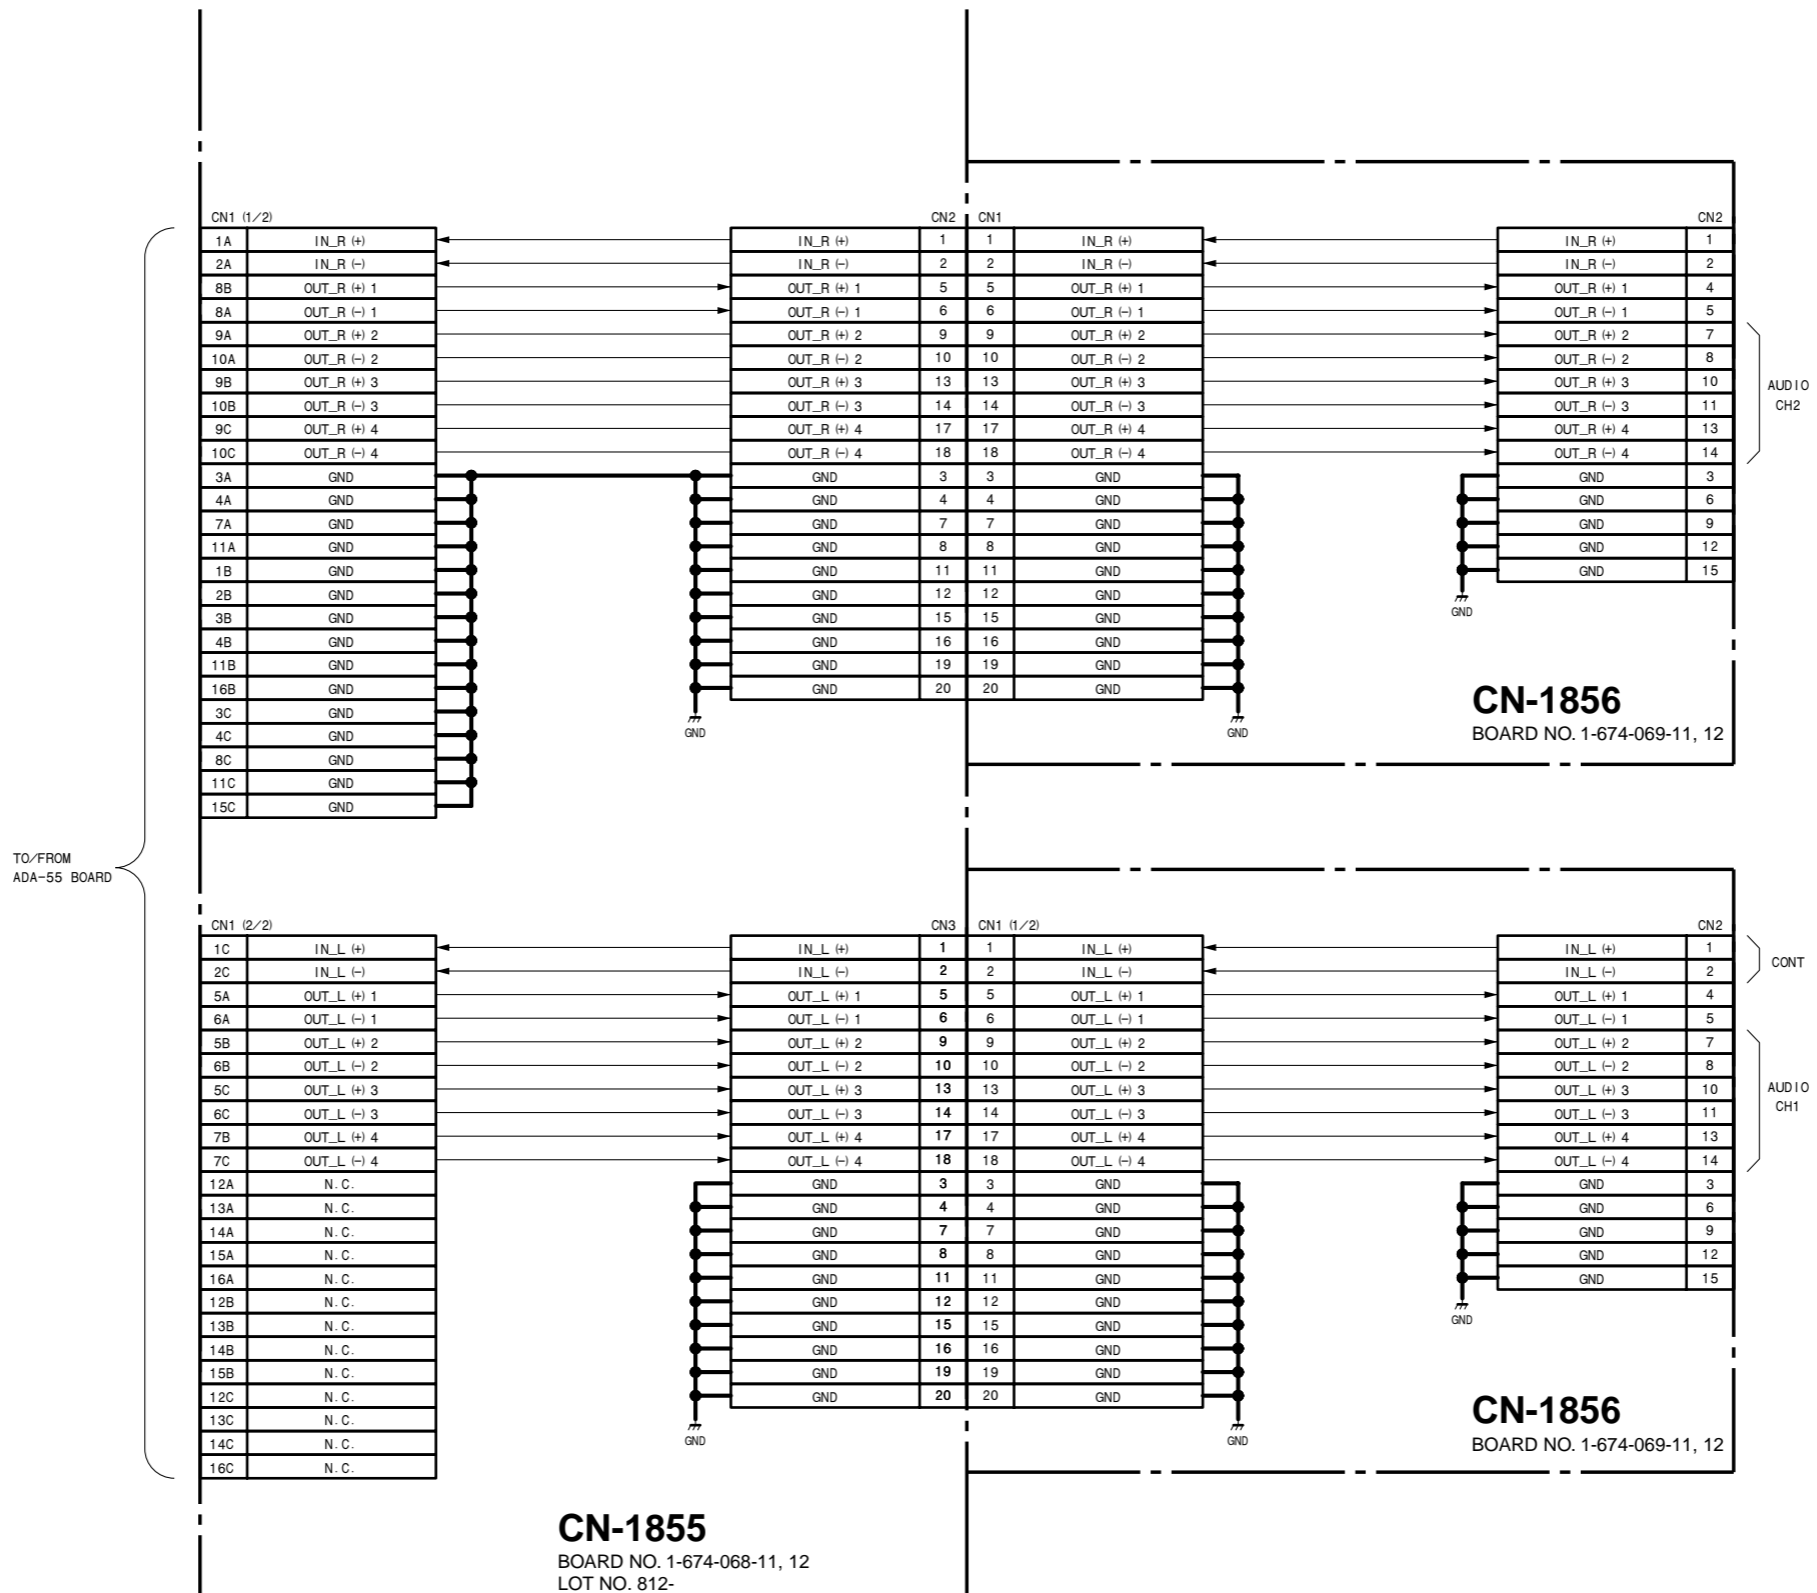 CN1 (1/2)
1A IN_R (+)
2A IN_R (-)
8B OUT_R (+) 1
8A OUT_R (-) 1
9A OUT_R (+) 2
10A OUT_R (-) 2
9B OUT_R (+) 3
10B OUT_R (-) 3
9C OUT_R (+) 4
10C OUT_R (-) 4
3A GND
4A GND
7A GND
11A GND
1B GND
2B GND
3B GND
4B GND
11B GND
16B GND
3C GND
4C GND
8C GND
11C GND
15C GND
CN2
IN_R (+) 1
IN_R (-) 2
OUT_R (+) 1 5
OUT_R (-) 1 6
OUT_R (+) 2 9
OUT_R (-) 2 10
OUT_R (+) 3 13
OUT_R (-) 3 14
OUT_R (+) 4 17
OUT_R (-) 4 18
GND 3
GND 4
GND 7
GND 8
GND 11
GND 12
GND 15
GND 16
GND 19
GND 20
GND
CN1
1 IN_R (+)
2 IN_R (-)
5 OUT_R (+) 1
6 OUT_R (-) 1
9 OUT_R (+) 2
10 OUT_R (-) 2
13 OUT_R (+) 3
14 OUT_R (-) 3
17 OUT_R (+) 4
18 OUT_R (-) 4
3 GND
4 GND
7 GND
8 GND
11 GND
12 GND
15 GND
16 GND
19 GND
20 GND
GND
CN2
IN_R (+) 1
IN_R (-) 2
OUT_R (+) 1 4
OUT_R (-) 1 5
OUT_R (+) 2 7
OUT_R (-) 2 8
OUT_R (+) 3 10
OUT_R (-) 3 11
OUT_R (+) 4 13
OUT_R (-) 4 14
GND 3
GND 6
GND 9
GND 12
GND 15
GND
AUDIO
CH2
CN-1856
BOARD NO. 1-674-069-11, 12
TO/FROM
ADA-55 BOARD
CN1 (2/2)
1C IN_L (+)
2C IN_L (-)
5A OUT_L (+) 1
6A OUT_L (-) 1
5B OUT_L (+) 2
6B OUT_L (-) 2
5C OUT_L (+) 3
6C OUT_L (-) 3
7B OUT_L (+) 4
7C OUT_L (-) 4
12A N.C.
13A N.C.
14A N.C.
15A N.C.
16A N.C.
12B N.C.
13B N.C.
14B N.C.
15B N.C.
12C N.C.
13C N.C.
14C N.C.
16C N.C.
CN3
IN_L (+) 1
IN_L (-) 2
OUT_L (+) 1 5
OUT_L (-) 1 6
OUT_L (+) 2 9
OUT_L (-) 2 10
OUT_L (+) 3 13
OUT_L (-) 3 14
OUT_L (+) 4 17
OUT_L (-) 4 18
GND 3
GND 4
GND 7
GND 8
GND 11
GND 12
GND 15
GND 16
GND 19
GND 20
GND
CN1 (1/2)
1 IN_L (+)
2 IN_L (-)
5 OUT_L (+) 1
6 OUT_L (-) 1
9 OUT_L (+) 2
10 OUT_L (-) 2
13 OUT_L (+) 3
14 OUT_L (-) 3
17 OUT_L (+) 4
18 OUT_L (-) 4
3 GND
4 GND
7 GND
8 GND
11 GND
12 GND
15 GND
16 GND
19 GND
20 GND
GND
CN2
IN_L (+) 1
IN_L (-) 2
OUT_L (+) 1 4
OUT_L (-) 1 5
OUT_L (+) 2 7
OUT_L (-) 2 8
OUT_L (+) 3 10
OUT_L (-) 3 11
OUT_L (+) 4 13
OUT_L (-) 4 14
GND 3
GND 6
GND 9
GND 12
GND 15
GND
CONT
AUDIO
CH1
CN-1856
BOARD NO. 1-674-069-11, 12
CN-1855
BOARD NO. 1-674-068-11, 12
LOT NO. 812-